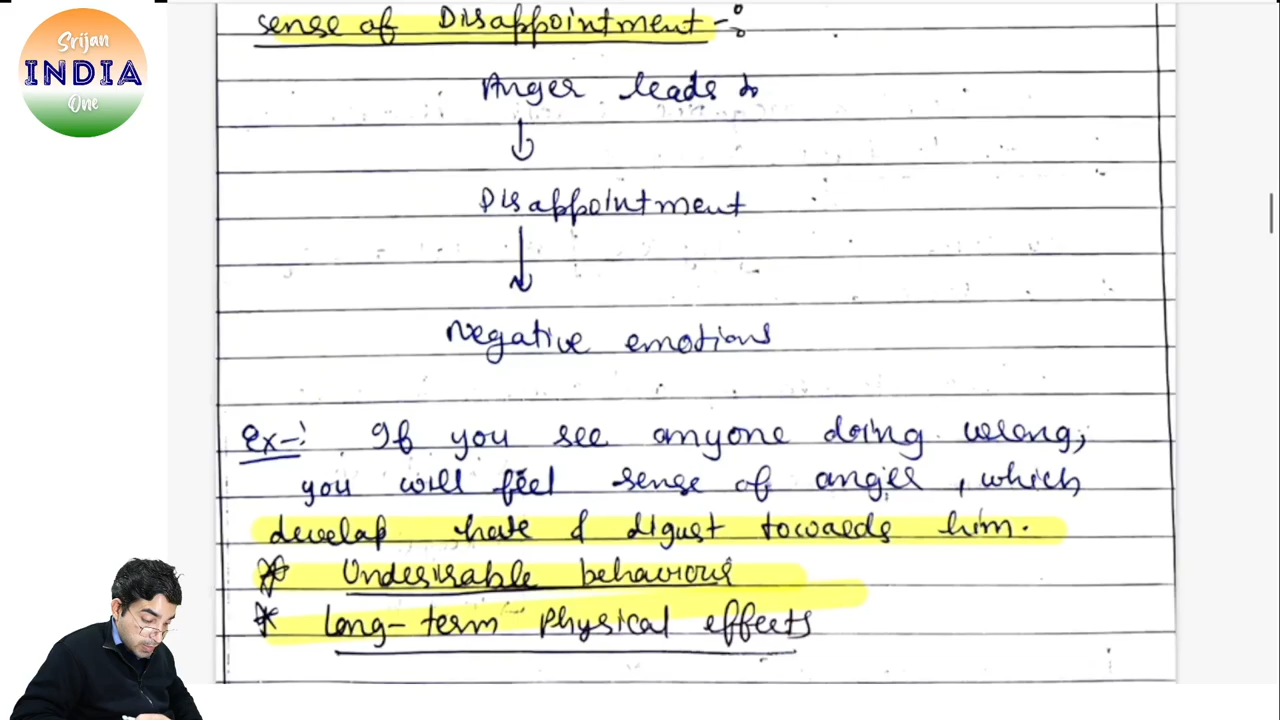 Srijan
INDIA
One
sense of Disappointment -:
Anger leads to
Disappointment
Negative emotions
Ex-: If you see anyone doing wrong,
you will feel sense of anger, which
develop hate & digust towards him.
* Undesirable behaviour
* Long-term physical effects